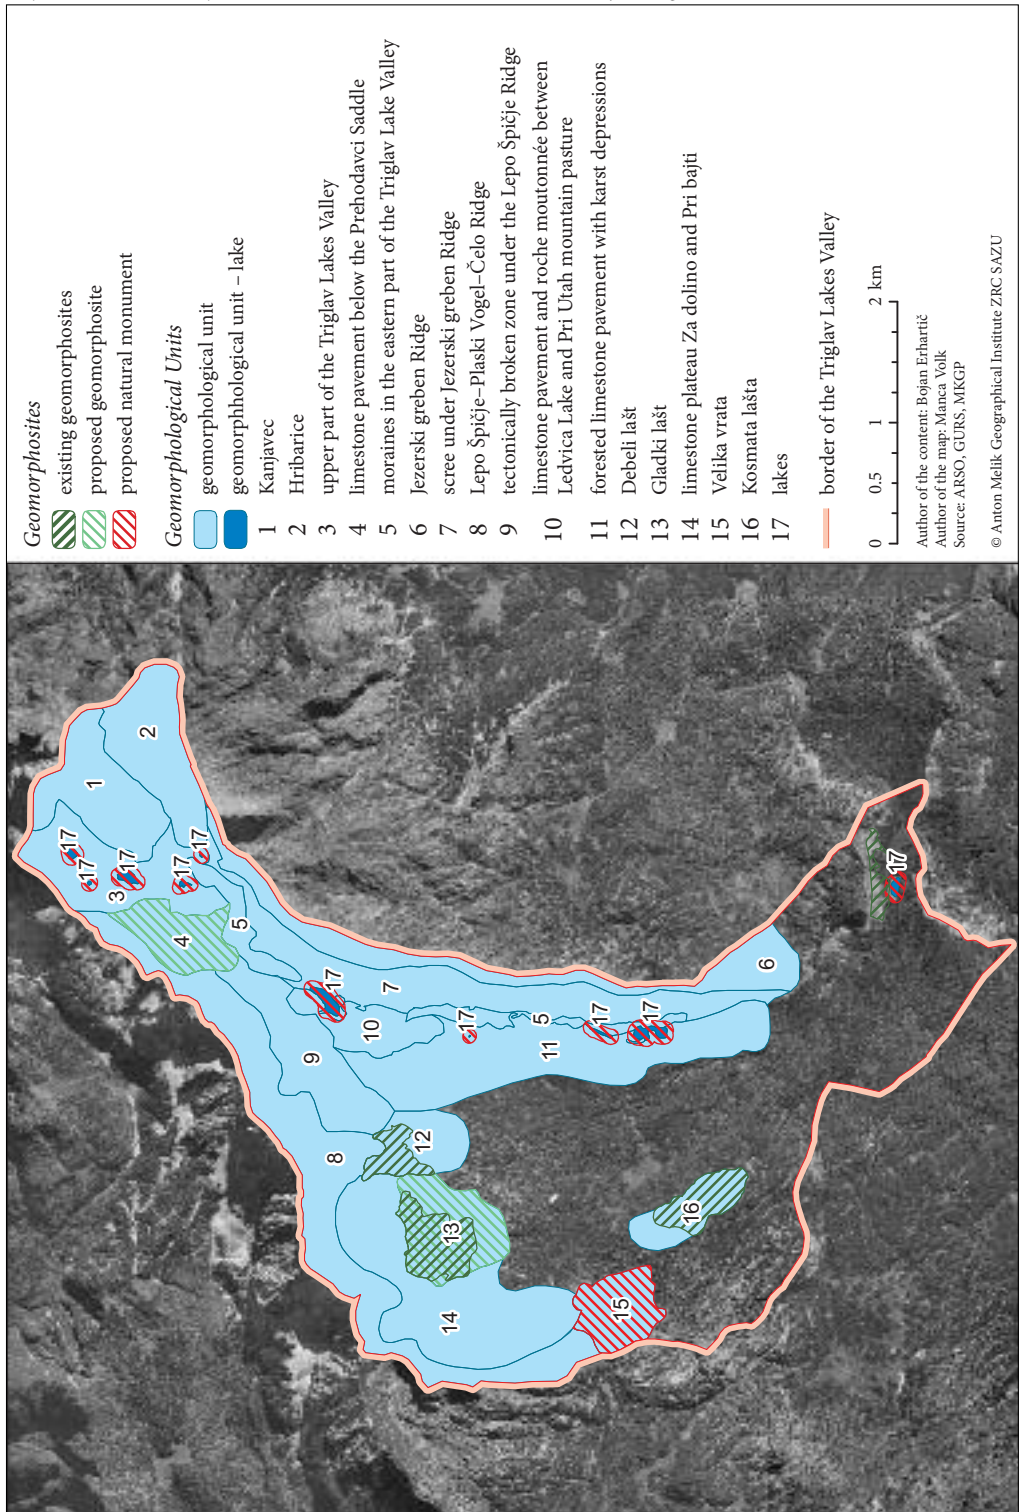 Geomorphosites
existing geomorphosites
proposed geomorphosite
proposed natural monument
Geomorphological Units
geomorphological unit
geomorphhological unit – lake
1 Kanjavec
2 Hribarice
3 upper part of the Triglav Lakes Valley
4 limestone pavement below the Prehodavci Saddle
5 moraines in the eastern part of the Triglav Lake Valley
6 Jezerski greben Ridge
7 scree under Jezerski greben Ridge
8 Lepo Špičje–Plaski Vogel–Čelo Ridge
9 tectonically broken zone under the Lepo Špičje Ridge
10 limestone pavement and roche moutonnée between
Ledvica Lake and Pri Utah mountain pasture
11 forested limestone pavement with karst depressions
12 Debeli lašt
13 Gladki lašt
14 limestone plateau Za dolino and Pri bajti
15 Velika vrata
16 Kosmata lašta
17 lakes
border of the Triglav Lakes Valley
0 0.5 1 2 km
Author of the content: Bojan Erhartič
Author of the map: Manca Volk
Source: ARSO, GURS, MKGP
© Anton Melik Geographical Institute ZRC SAZU
1
2
17
17
17
3
17
17
4
5
17
7
10
9
17
5
11
17
17
6
17
8
12
13
14
16
15